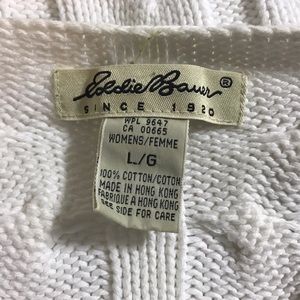 Eddie Bauer®
SINCE 1920
WPL 9647
CA 00665
WOMENS/FEMME
L/G
100% COTTON/COTON
MADE IN HONG KONG
FABRIQUE A HONG KONG
SEE SIDE FOR CARE